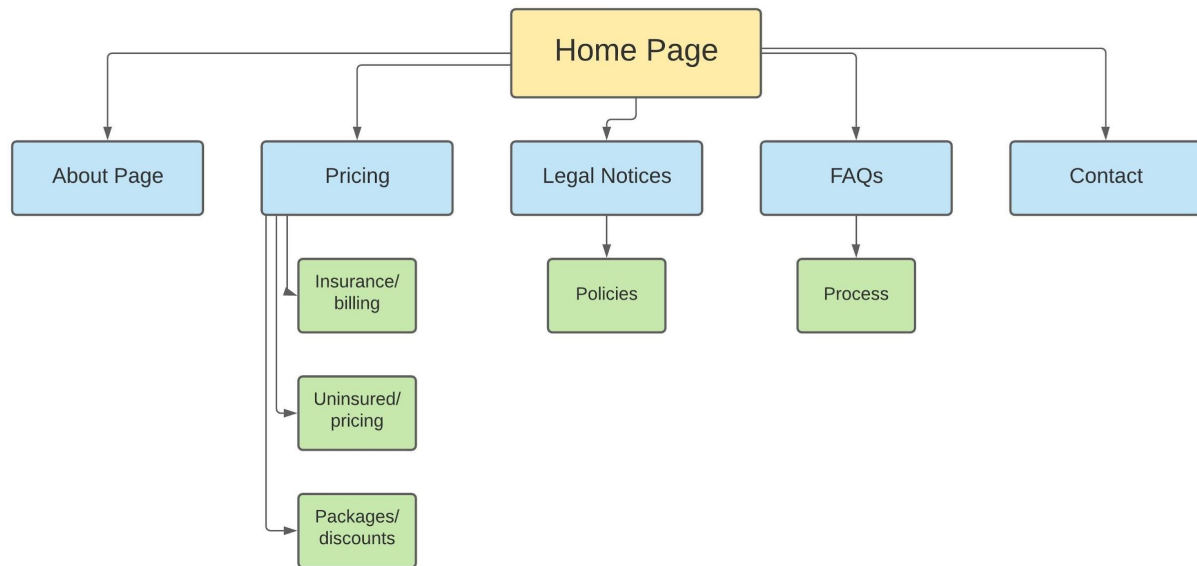 Home Page
About Page
Pricing
Legal Notices
FAQs
Contact
Insurance/
billing
Policies
Process
Uninsured/
pricing
Packages/
discounts